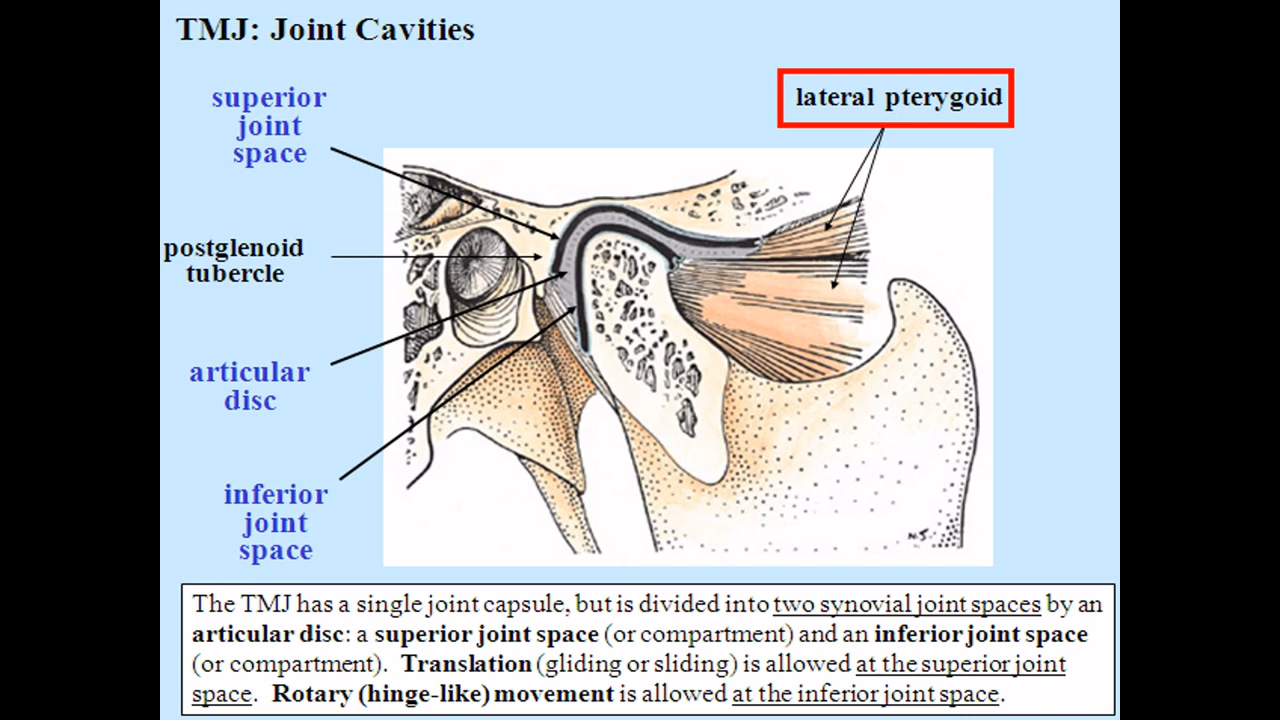 TMJ: Joint Cavities
superior
joint
space
lateral pterygoid
postglenoid
tubercle
articular
disc
inferior
joint
space
N.J.
The TMJ has a single joint capsule, but is divided into two synovial joint spaces by an
articular disc: a superior joint space (or compartment) and an inferior joint space
(or compartment). Translation (gliding or sliding) is allowed at the superior joint
space. Rotary (hinge-like) movement is allowed at the inferior joint space.